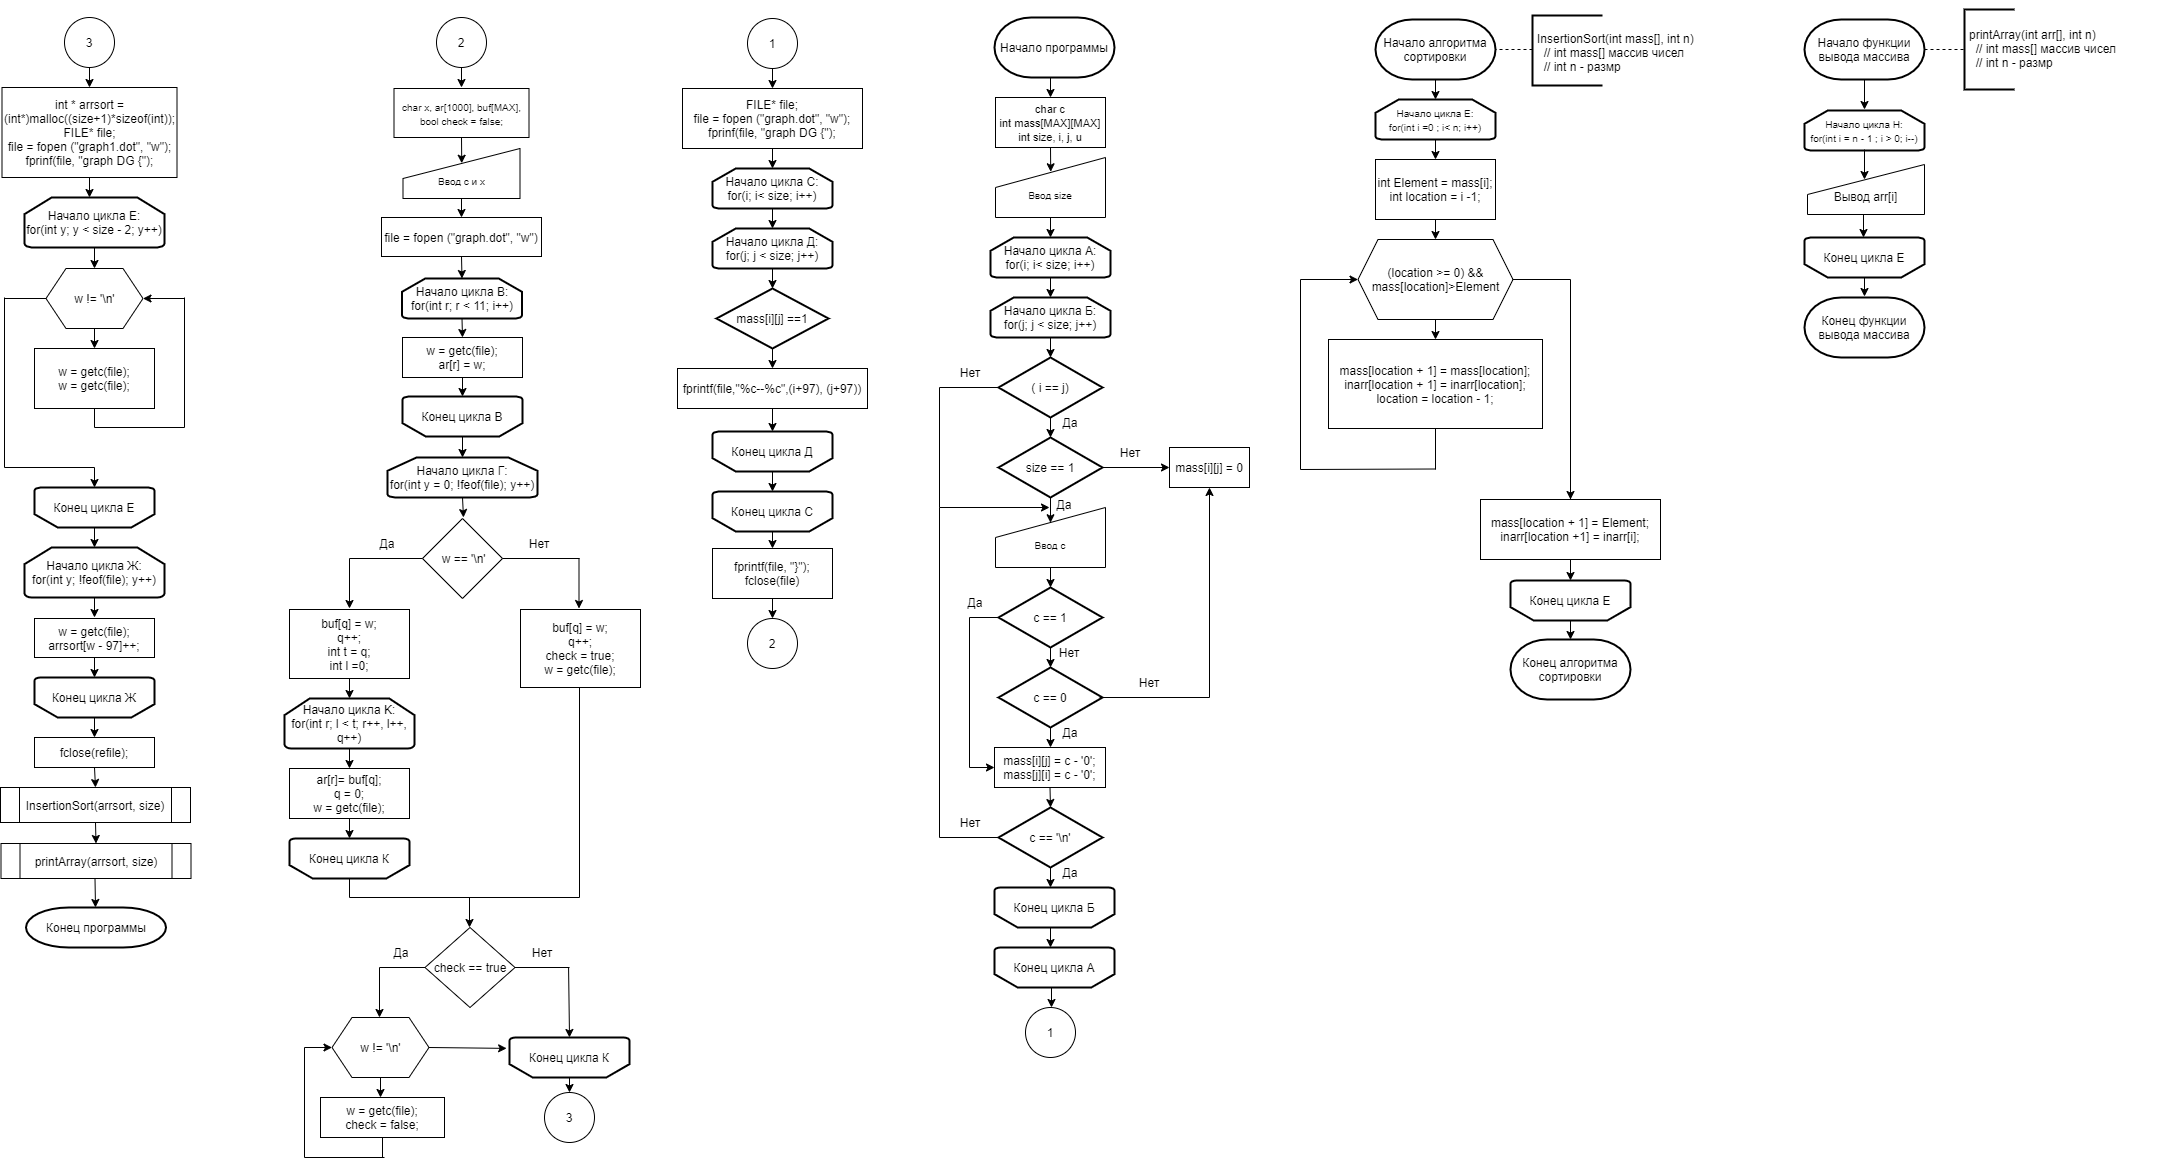 3
int * arrsort =
(int*)malloc((size+1)*sizeof(int));
FILE* file;
file = fopen ("graph1.dot", "w");
fprinf(file, "graph DG {");
Начало цикла Е:
for(int y; y < size - 2; y++)
w != '\n'
w = getc(file);
w = getc(file);
Конец цикла Е
Начало цикла Ж:
for(int y; !feof(file); y++)
w = getc(file);
arrsort[w - 97]++;
Конец цикла Ж
fclose(refile);
InsertionSort(arrsort, size)
printArray(arrsort, size)
Конец программы
2
char x, ar[1000], buf[MAX],
bool check = false;
Ввод с и x
file = fopen ("graph.dot", "w")
Начало цикла В:
for(int r; r < 11; i++)
w = getc(file);
ar[r] = w;
Конец цикла В
Начало цикла Г:
for(int y = 0; !feof(file); y++)
Да
w == '\n'
Нет
buf[q] = w;
q++;
int t = q;
int l =0;
buf[q] = w;
q++;
check = true;
w = getc(file);
Начало цикла К:
for(int r; l < t; r++, l++,
q++)
ar[r]= buf[q];
q = 0;
w = getc(file);
Конец цикла К
Да
check == true
Нет
w != '\n'
Конец цикла К
w = getc(file);
check = false;
3
1
FILE* file;
file = fopen ("graph.dot", "w");
fprinf(file, "graph DG {");
Начало цикла С:
for(i; i< size; i++)
Начало цикла Д:
for(j; j < size; j++)
mass[i][j] ==1
fprintf(file,"%c--%c",(i+97), (j+97))
Конец цикла Д
Конец цикла С
fprintf(file, "}");
fclose(file)
2
Начало программы
char c
int mass[MAX][MAX]
int size, i, j, u
Ввод size
Начало цикла А:
for(i; i< size; i++)
Начало цикла Б:
for(j; j < size; j++)
Нет
( i == j)
Да
size == 1
Нет
mass[i][j] = 0
Да
Ввод с
Да
c == 1
Нет
c == 0
Нет
Да
mass[i][j] = c - '0';
mass[j][i] = c - '0';
Нет
c == '\n'
Да
Конец цикла Б
Конец цикла А
1
Начало алгоритма
сортировки
InsertionSort(int mass[], int n)
// int mass[] массив чисел
// int n - размр
Начало цикла Е:
for(int i =0 ; i< n; i++)
int Element = mass[i];
int location = i -1;
(location >= 0) &&
mass[location]>Element
mass[location + 1] = mass[location];
inarr[location + 1] = inarr[location];
location = location - 1;
mass[location + 1] = Element;
inarr[location +1] = inarr[i];
Конец цикла Е
Конец алгоритма
сортировки
Начало функции
вывода массива
printArray(int arr[], int n)
// int mass[] массив чисел
// int n - размр
Начало цикла Н:
for(int i = n - 1 ; i > 0; i--)
Вывод arr[i]
Конец цикла Е
Конец функции
вывода массива